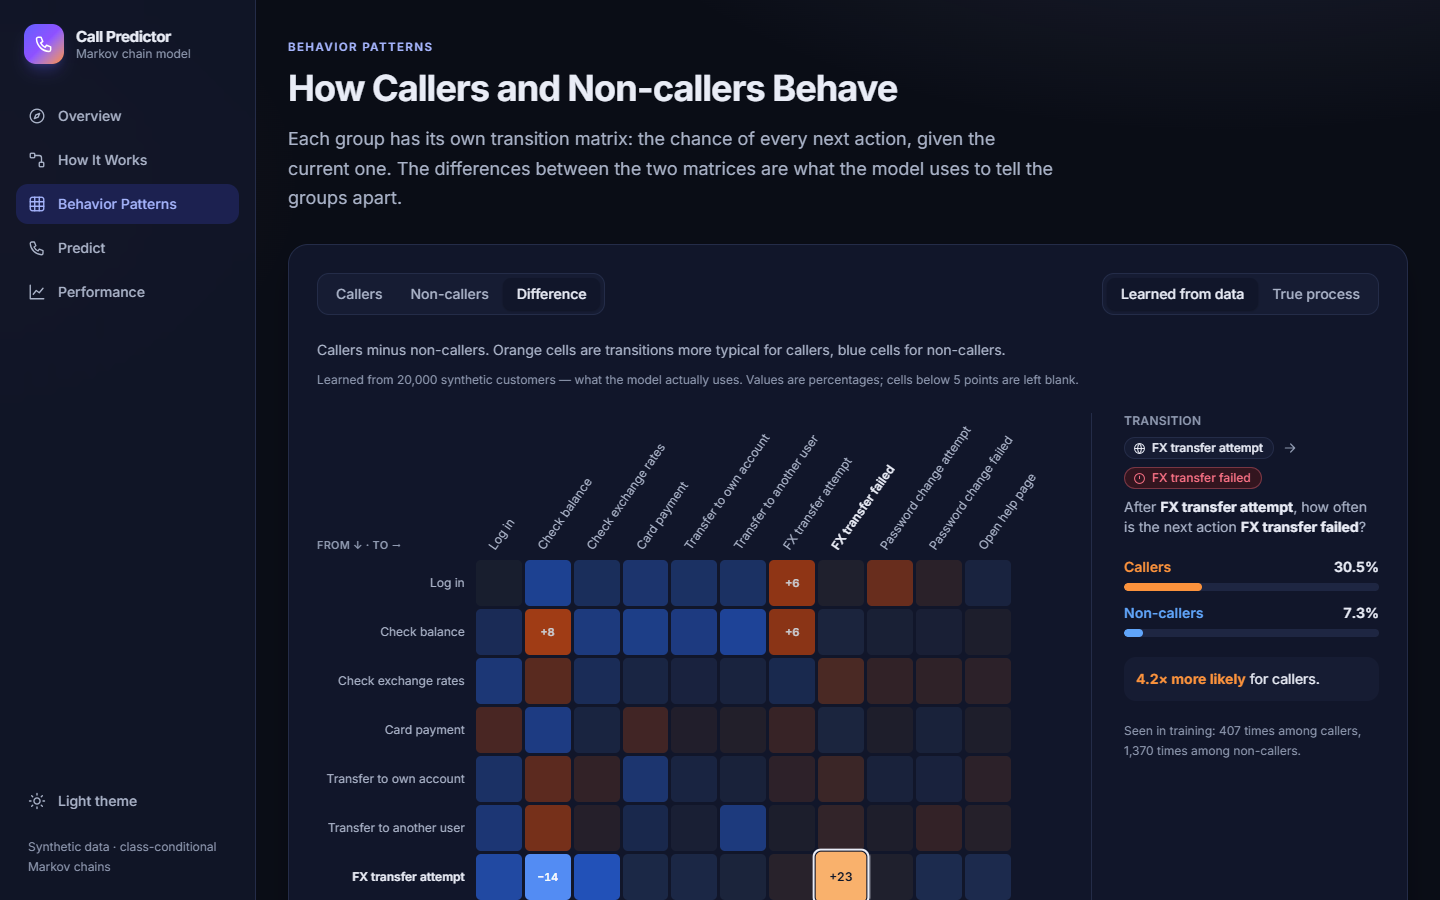 Call Predictor
Markov chain model
Overview
How It Works
Behavior Patterns
Predict
Performance
Light theme
Synthetic data · class-conditional
Markov chains
BEHAVIOR PATTERNS
How Callers and Non-callers Behave
Each group has its own transition matrix: the chance of every next action, given the
current one. The differences between the two matrices are what the model uses to tell the
groups apart.
Callers Non-callers Difference
Learned from data True process
Callers minus non-callers. Orange cells are transitions more typical for callers, blue cells for non-callers.
Learned from 20,000 synthetic customers — what the model actually uses. Values are percentages; cells below 5 points are left blank.
FROM ↓ · TO →
Log in
Check balance
Check exchange rates
Card payment
Transfer to own account
Transfer to another user
FX transfer attempt
FX transfer failed
Password change attempt
Password change failed
Open help page
Log in +6
Check balance +8 +6
Check exchange rates
Card payment
Transfer to own account
Transfer to another user
FX transfer attempt −14 +23
TRANSITION
FX transfer attempt →
FX transfer failed
After FX transfer attempt, how often
is the next action FX transfer failed?
Callers 30.5%
Non-callers 7.3%
4.2× more likely for callers.
Seen in training: 407 times among callers,
1,370 times among non-callers.